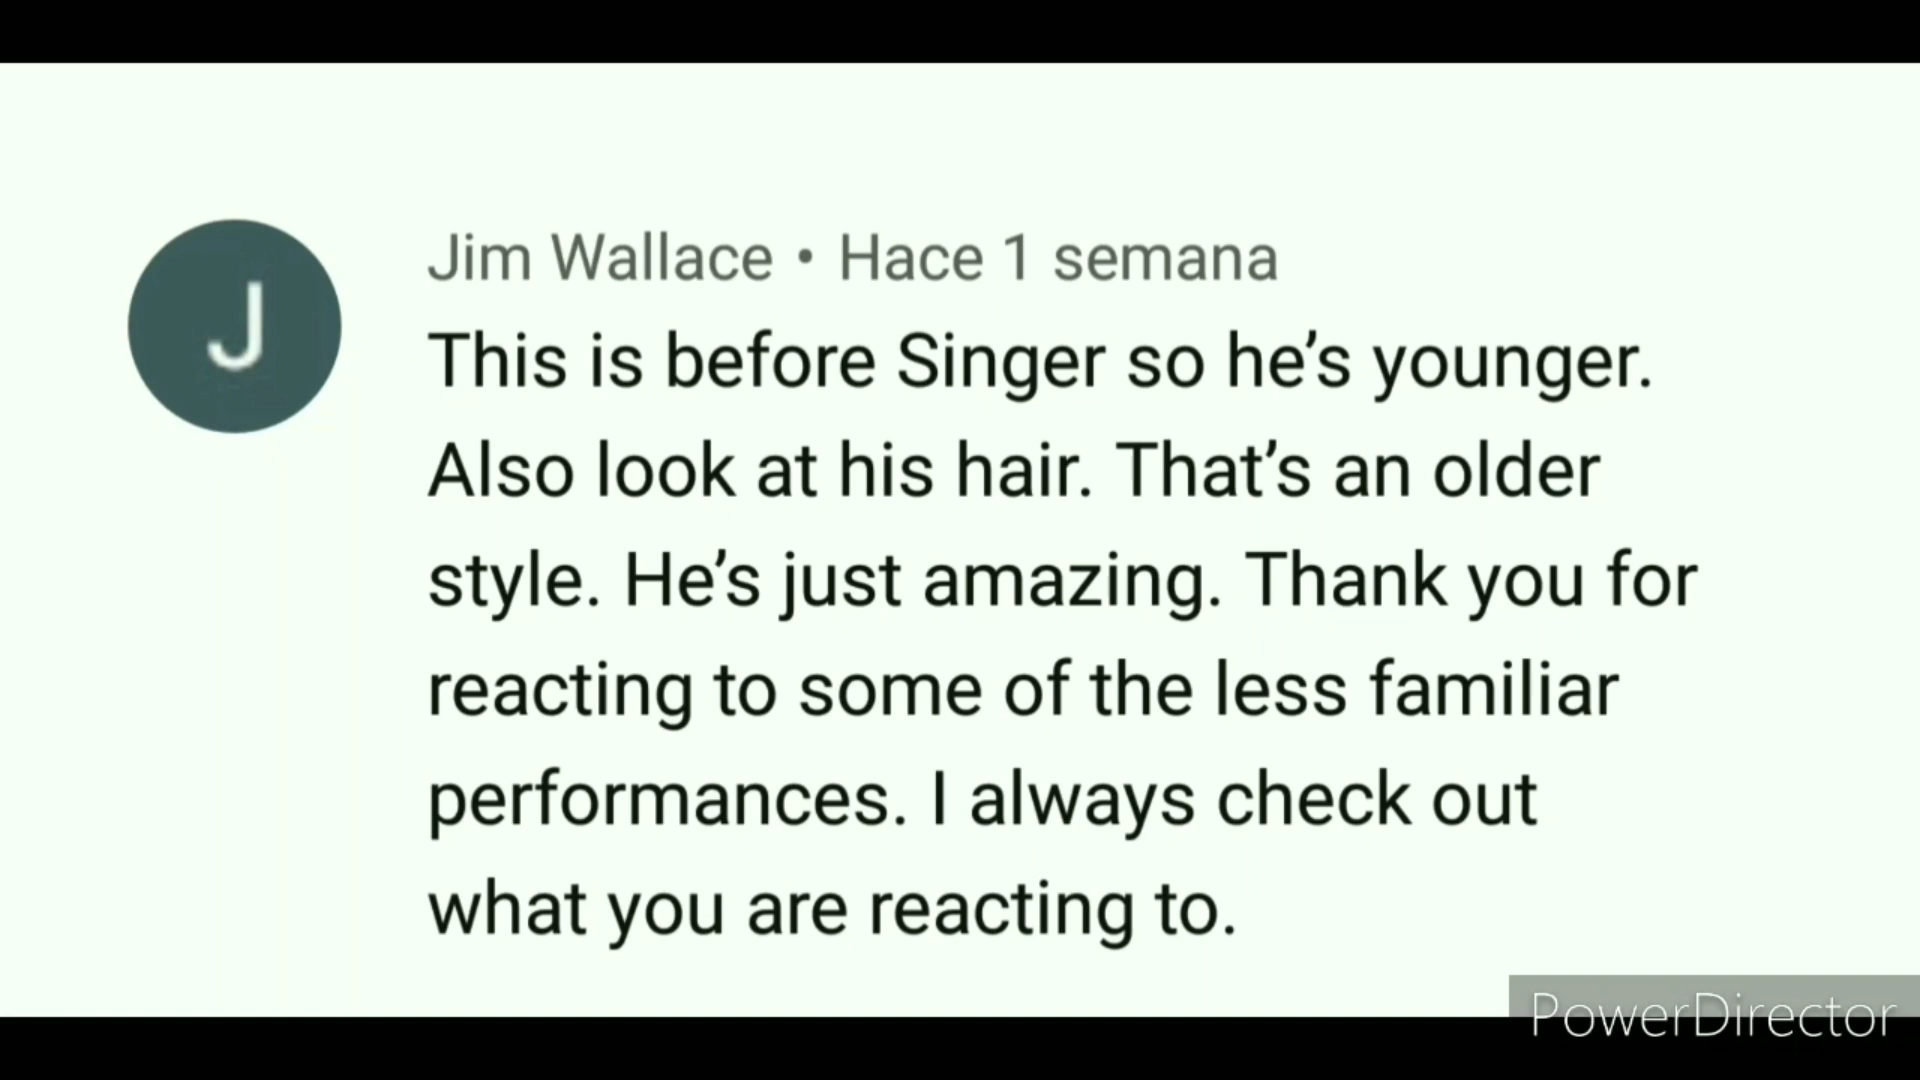 J
Jim Wallace • Hace 1 semana
This is before Singer so he’s younger.
Also look at his hair. That’s an older
style. He’s just amazing. Thank you for
reacting to some of the less familiar
performances. I always check out
what you are reacting to.
PowerDirector